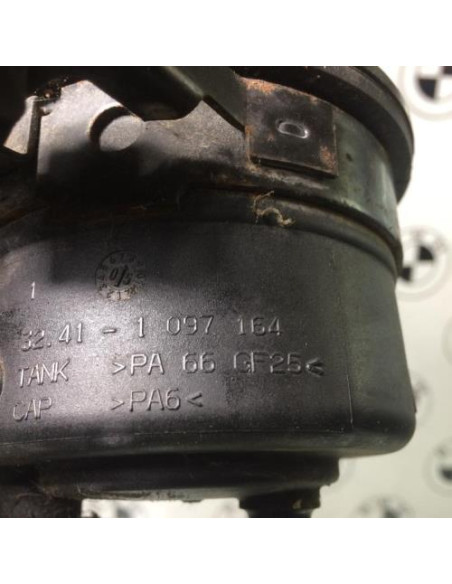 1
32.41 - 1 097 164
TANK >PA 66 GF25<
CAP >PA6<